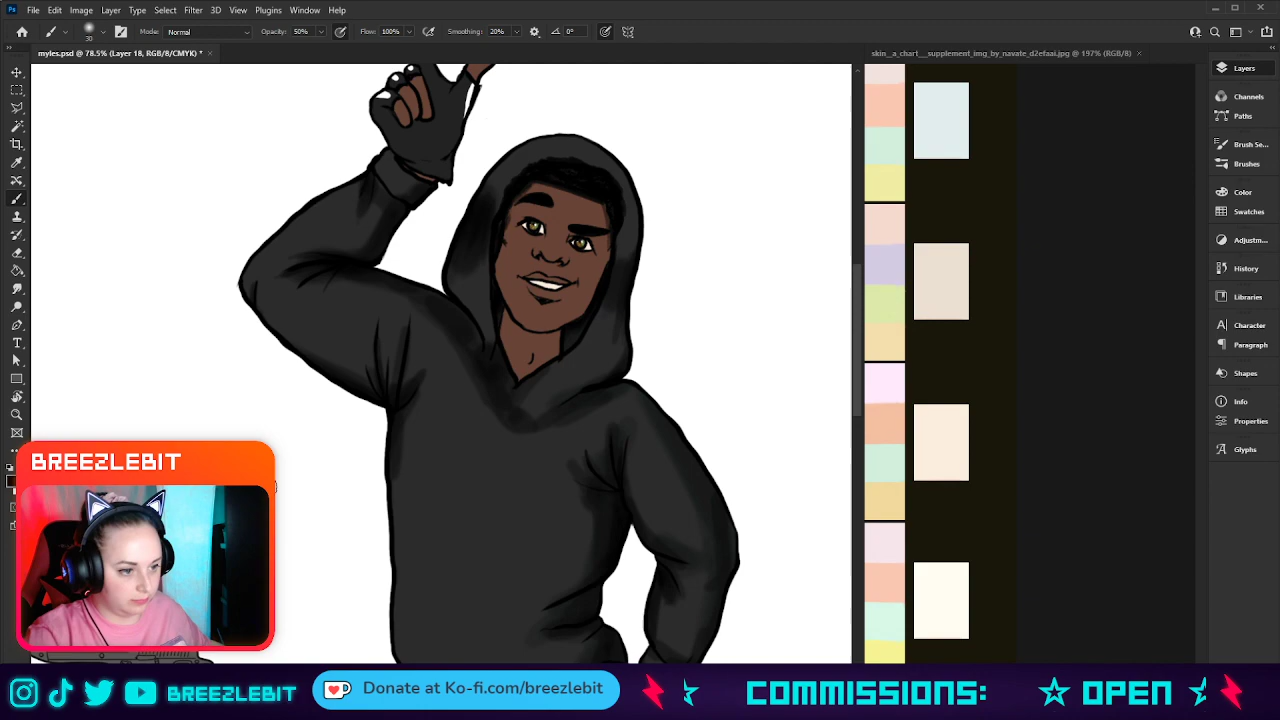 Ps File Edit Image Layer Type Select Filter 3D View Plugins Window Help
30 Mode: Normal Opacity: 50% Flow: 100% Smoothing: 20% 0°
myles.psd @ 78.5% (Layer 18, RGB/8/CMYK) * ×
skin__a_chart__supplement_img_by_navate_d2efaai.jpg @ 197% (RGB/8) ×
Layers
Channels
Paths
Brush Se...
Brushes
Color
Swatches
Adjustm...
History
Libraries
Character
Paragraph
Shapes
Info
Properties
Glyphs
BREEZLEBIT
BREEZLEBIT
Donate at Ko-fi.com/breezlebit
COMMISSIONS:
OPEN